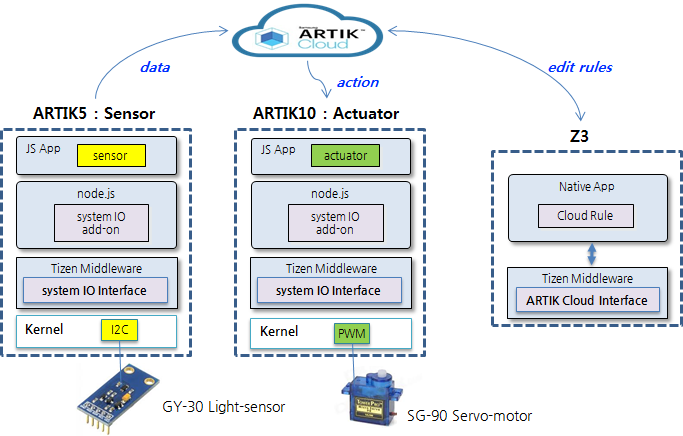 SAMSUNG
ARTIK™
Cloud
data
action
edit rules
ARTIK5 : Sensor
JS App
sensor
node.js
system IO
add-on
Tizen Middleware
system IO Interface
Kernel
I2C
GY-30 Light-sensor
ARTIK10 : Actuator
JS App
actuator
node.js
system IO
add-on
Tizen Middleware
system IO Interface
Kernel
PWM
SG-90 Servo-motor
Z3
Native App
Cloud Rule
Tizen Middleware
ARTIK Cloud Interface